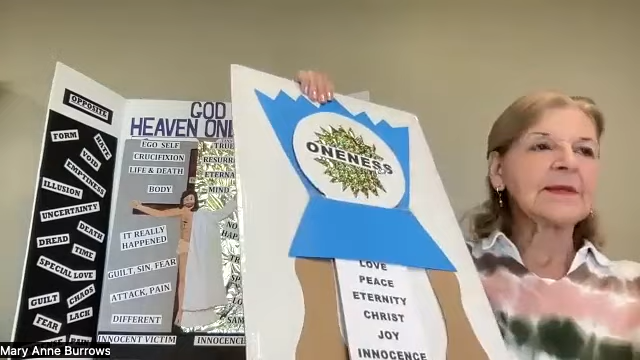 OPPOSITE
FORM
HATE
VOID
EMPTINESS
ILLUSION
UNCERTAINTY
DEATH
DREAD
TIME
SPECIAL LOVE
CHAOS
GUILT
LACK
FEAR
GOD
HEAVEN
EGO SELF
CRUCIFIXION
LIFE & DEATH
BODY
IT REALLY
HAPPENED
GUILT, SIN, FEAR
ATTACK, PAIN
DIFFERENT
INNOCENT VICTIM
MIND
ONENESS
LOVE
PEACE
ETERNITY
CHRIST
JOY
INNOCENCE
Mary Anne Burrows